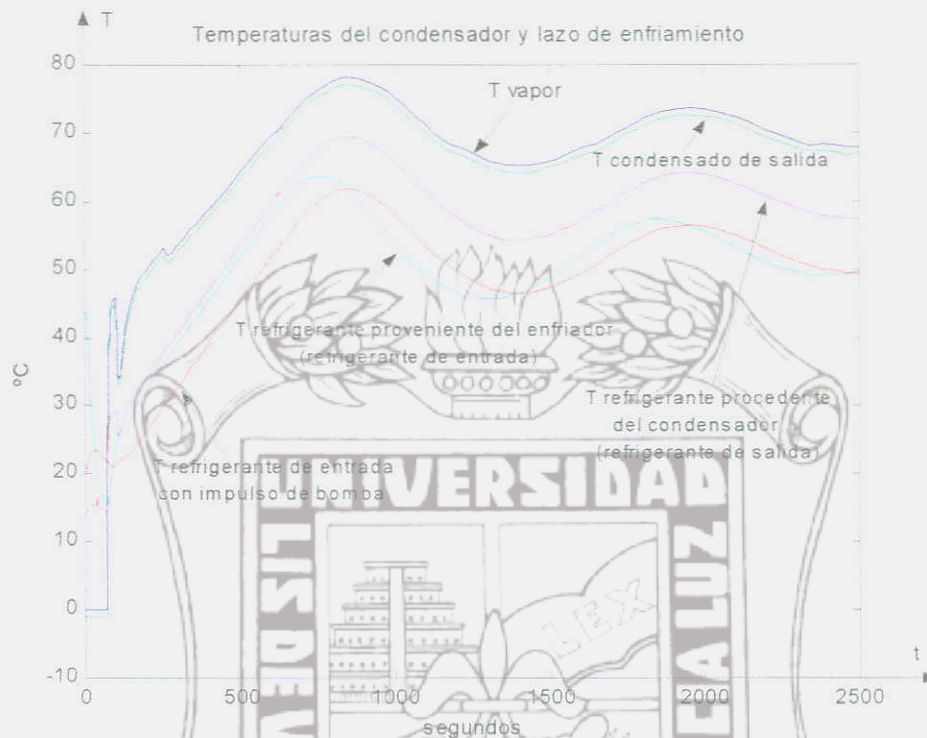 T
Temperaturas del condensador y lazo de enfriamiento
80
T vapor
70
T condensado de salida
60
50
40
T refrigerante proveniente del enfriador
(refrigerante de entrada)
ºC
30
T refrigerante procedente
del condensador
(refrigerante de salida)
20
T refrigerante de entrada
con impulso de bomba
UNIVERSIDAD
10
0
LEX
-10
t
0
500
1000
1500
2000
2500
segundos